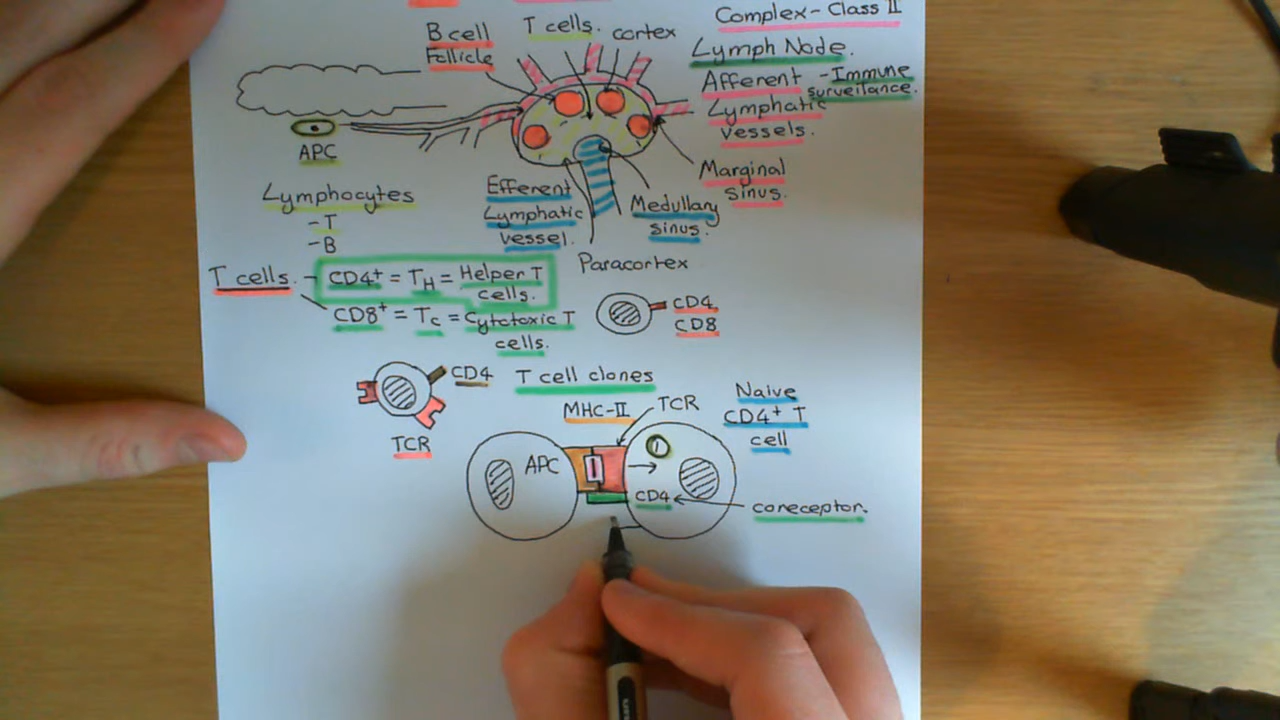 Complex-Class II
B cell
Follicle
T cells.
cortex
Lymph Node.
Afferent
Lymphatic
vessels.
-Immune
surveilance.
APC
Marginal
sinus.
Lymphocytes
-T
-B
Efferent
Lymphatic
vessel.
Medullary
sinus.
Paracortex
T cells. - CD4+ = TH = Helper T
cells.
CD8+ = Tc = Cytotoxic T
cells.
CD4
CD8
CD4
TCR
T cell clones
MHC-II
TCR
Naive
CD4+ T
cell
APC
1
CD4
coreceptor.